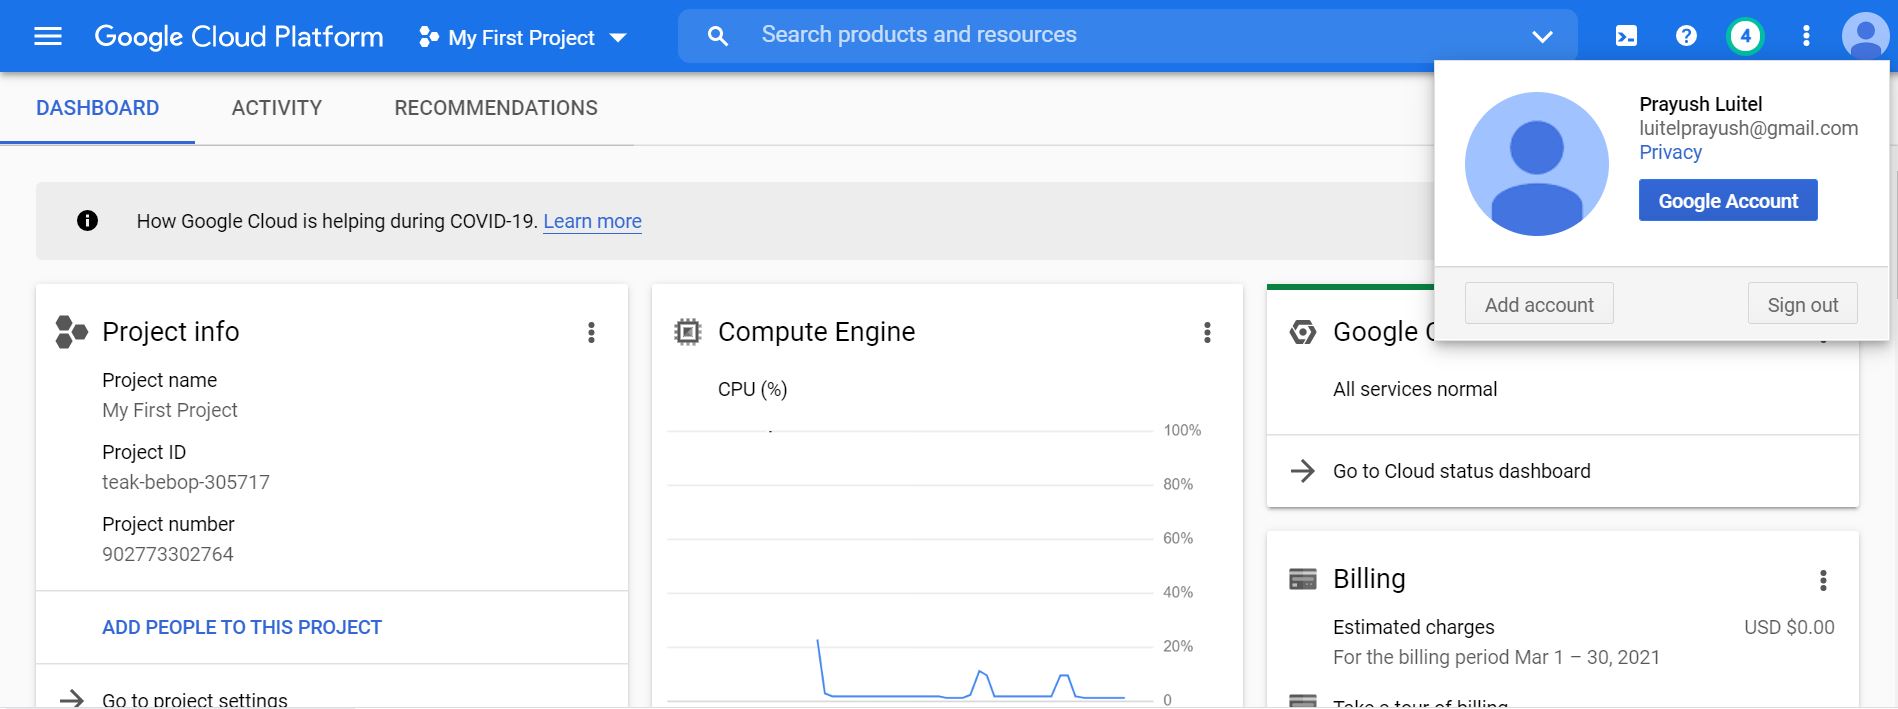 Google Cloud Platform
My First Project
Search products and resources
4
DASHBOARD
ACTIVITY
RECOMMENDATIONS
Prayush Luitel
luitelprayush@gmail.com
Privacy
Google Account
Add account
Sign out
How Google Cloud is helping during COVID-19. Learn more
Project info
Project name
My First Project
Project ID
teak-bebop-305717
Project number
902773302764
ADD PEOPLE TO THIS PROJECT
Go to project settings
Compute Engine
CPU (%)
100%
80%
60%
40%
20%
0
Google
All services normal
Go to Cloud status dashboard
Billing
Estimated charges
USD $0.00
For the billing period Mar 1 – 30, 2021
Take a tour of billing